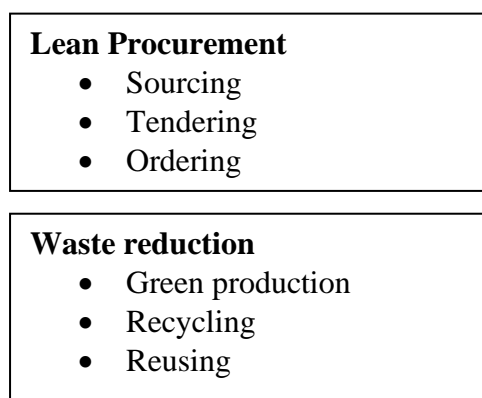 Lean Procurement
• Sourcing
• Tendering
• Ordering
Waste reduction
• Green production
• Recycling
• Reusing